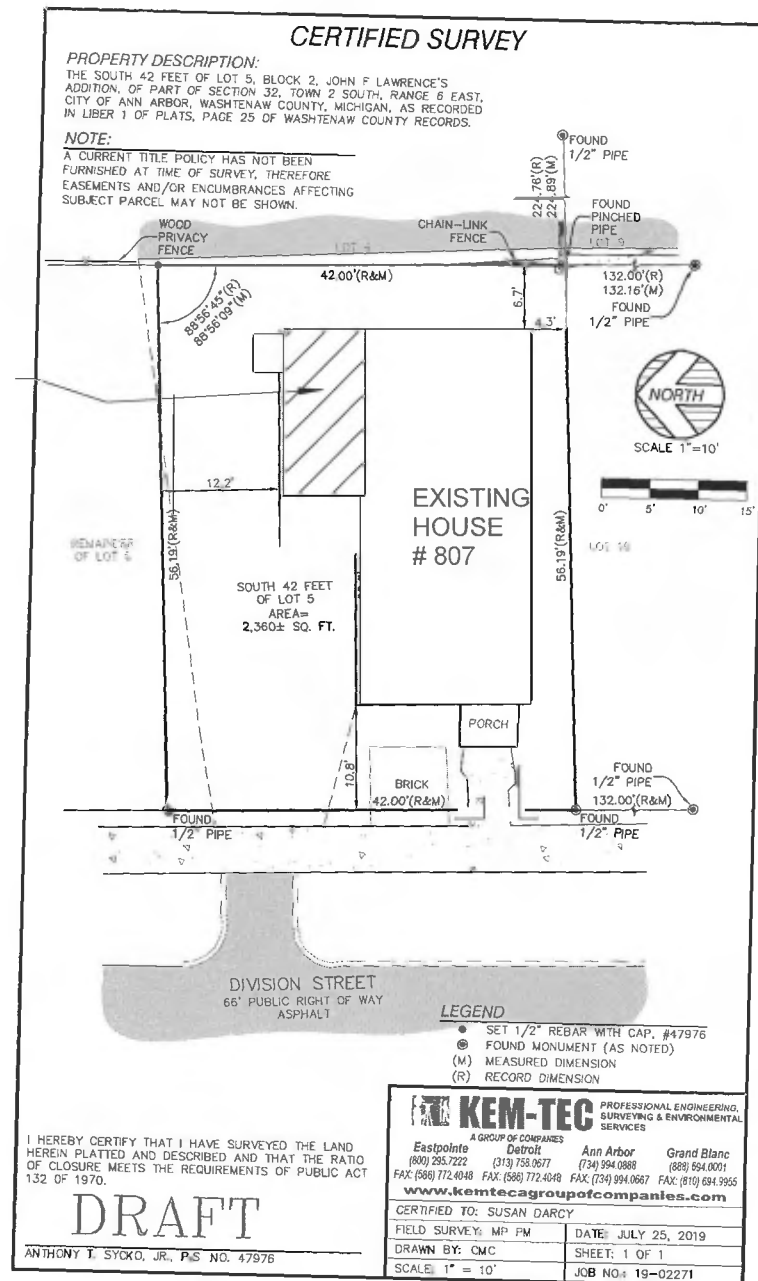 CERTIFIED SURVEY
PROPERTY DESCRIPTION:
THE SOUTH 42 FEET OF LOT 5, BLOCK 2, JOHN F LAWRENCE'S
ADDITION, OF PART OF SECTION 32, TOWN 2 SOUTH, RANGE 6 EAST,
CITY OF ANN ARBOR, WASHTENAW COUNTY, MICHIGAN, AS RECORDED
IN LIBER 1 OF PLATS, PAGE 25 OF WASHTENAW COUNTY RECORDS.
NOTE:
A CURRENT TITLE POLICY HAS NOT BEEN
FURNISHED AT TIME OF SURVEY, THEREFORE
EASEMENTS AND/OR ENCUMBRANCES AFFECTING
SUBJECT PARCEL MAY NOT BE SHOWN.
FOUND
1/2" PIPE
224.76'(R)
224.89'(M)
FOUND
PINCHED
PIPE
WOOD
PRIVACY
FENCE
LOT
CHAIN-LINK
FENCE
LOT 9
42.00'(R&M)
132.00'(R)
132.16'(M)
FOUND
1/2" PIPE
88°56'45"(R)
88°56'09"(M)
6.7'
4.3'
NORTH
SCALE 1"=10'
0' 5' 10' 15'
12.2'
EXISTING
HOUSE
# 807
56.19'(R&M)
56.19'(R&M)
REMAINDER
OF LOT
LOT
SOUTH 42 FEET
OF LOT 5
AREA=
2,360± SQ. FT.
PORCH
10.8'
BRICK
42.00'(R&M)
FOUND
1/2" PIPE
132.00'(R&M)
FOUND
1/2" PIPE
FOUND
1/2" PIPE
DIVISION STREET
66' PUBLIC RIGHT OF WAY
ASPHALT
LEGEND
SET 1/2" REBAR WITH CAP, #47976
FOUND MONUMENT (AS NOTED)
(M) MEASURED DIMENSION
(R) RECORD DIMENSION
I HEREBY CERTIFY THAT I HAVE SURVEYED THE LAND
HEREIN PLATTED AND DESCRIBED AND THAT THE RATIO
OF CLOSURE MEETS THE REQUIREMENTS OF PUBLIC ACT
132 OF 1970.
DRAFT
ANTHONY T. SYCKO, JR., P.S NO. 47976
KEM-TEC
PROFESSIONAL ENGINEERING,
SURVEYING & ENVIRONMENTAL
SERVICES
A GROUP OF COMPANIES
Eastpointe Detroit Ann Arbor Grand Blanc
(800) 295.7222 (313) 758.0677 (734) 994.0888 (888) 694.0001
FAX: (586) 772.4048 FAX: (586) 772.4048 FAX: (734) 994.0667 FAX: (810) 694.9955
www.kemtecagroupofcompanies.com
CERTIFIED TO: SUSAN DARCY
FIELD SURVEY: MP PM DATE: JULY 25, 2019
DRAWN BY: CMC SHEET: 1 OF 1
SCALE: 1" = 10' JOB NO.: 19-02271